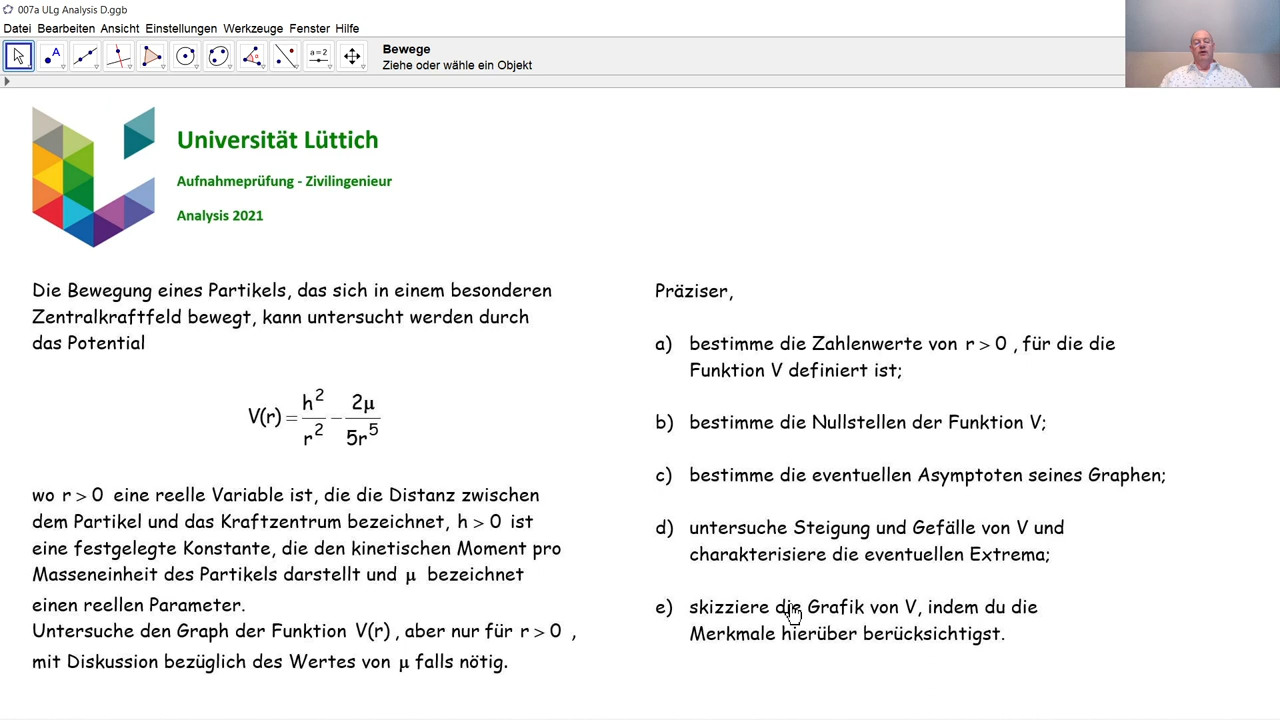 007a ULg Analysis D.ggb
Datei Bearbeiten Ansicht Einstellungen Werkzeuge Fenster Hilfe
A
a=2
Bewege
Ziehe oder wähle ein Objekt
Universität Lüttich
Aufnahmeprüfung - Zivilingenieur
Analysis 2021
Die Bewegung eines Partikels, das sich in einem besonderen
Zentralkraftfeld bewegt, kann untersucht werden durch
das Potential
V(r) = h²/r² − 2μ/5r⁵
wo r > 0 eine reelle Variable ist, die die Distanz zwischen
dem Partikel und das Kraftzentrum bezeichnet, h > 0 ist
eine festgelegte Konstante, die den kinetischen Moment pro
Masseneinheit des Partikels darstellt und μ bezeichnet
einen reellen Parameter.
Untersuche den Graph der Funktion V(r) , aber nur für r > 0 ,
mit Diskussion bezüglich des Wertes von μ falls nötig.
Präziser,
a) bestimme die Zahlenwerte von r > 0 , für die die
Funktion V definiert ist;
b) bestimme die Nullstellen der Funktion V;
c) bestimme die eventuellen Asymptoten seines Graphen;
d) untersuche Steigung und Gefälle von V und
charakterisiere die eventuellen Extrema;
e) skizziere die Grafik von V, indem du die
Merkmale hierüber berücksichtigst.